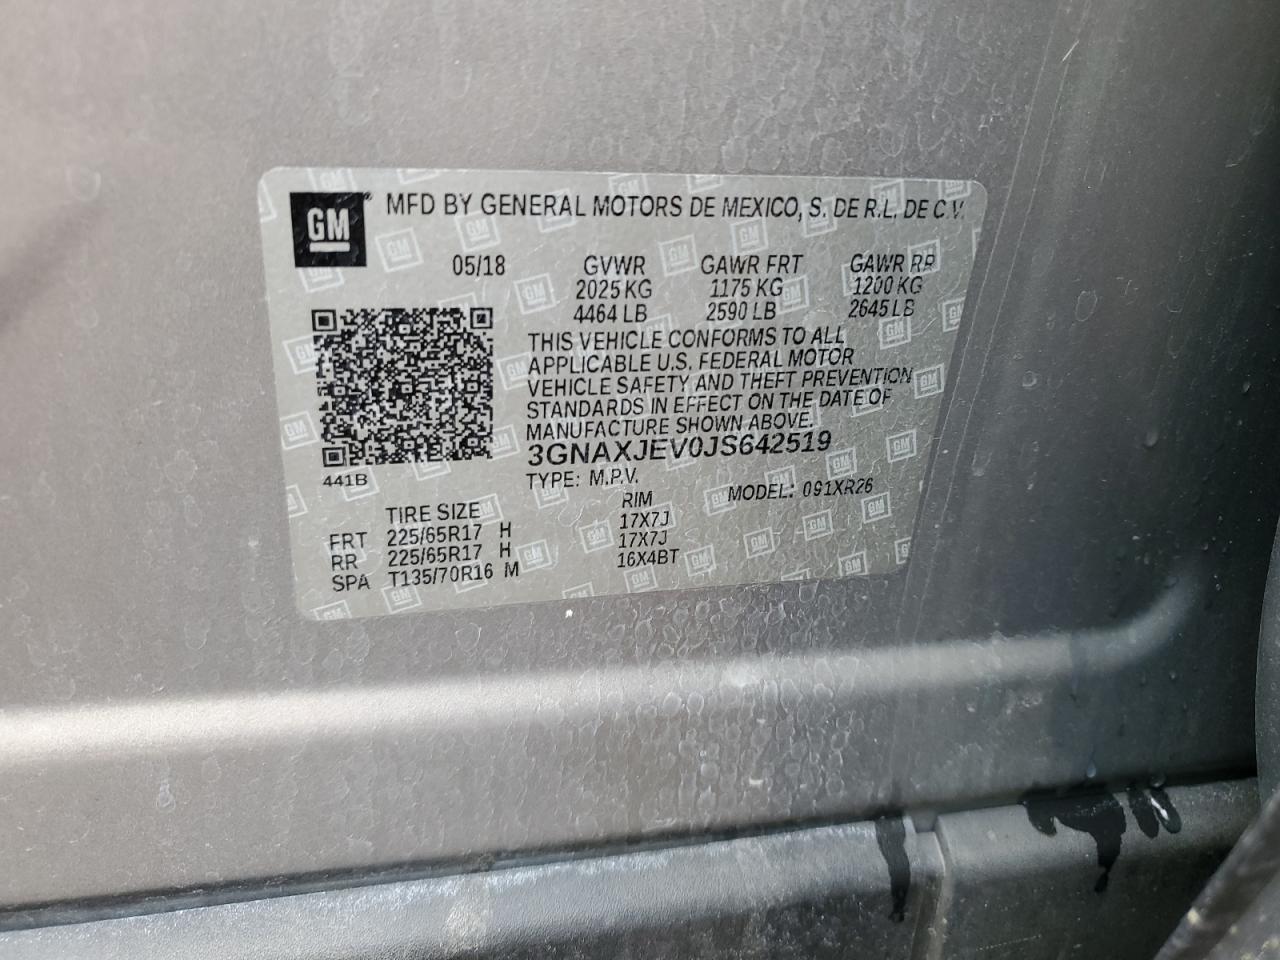 GM ® MFD BY GENERAL MOTORS DE MEXICO, S. DE R.L. DE C.V.
05/18 GVWR GAWR FRT GAWR RR
2025 KG 1175 KG 1200 KG
4464 LB 2590 LB 2645 LB
THIS VEHICLE CONFORMS TO ALL
APPLICABLE U.S. FEDERAL MOTOR
VEHICLE SAFETY AND THEFT PREVENTION
STANDARDS IN EFFECT ON THE DATE OF
MANUFACTURE SHOWN ABOVE.
3GNAXJEV0JS642519
441B TYPE: M.P.V.
MODEL: 091XR26
TIRE SIZE RIM
FRT 225/65R17 H 17X7J
RR 225/65R17 H 17X7J
SPA T135/70R16 M 16X4BT